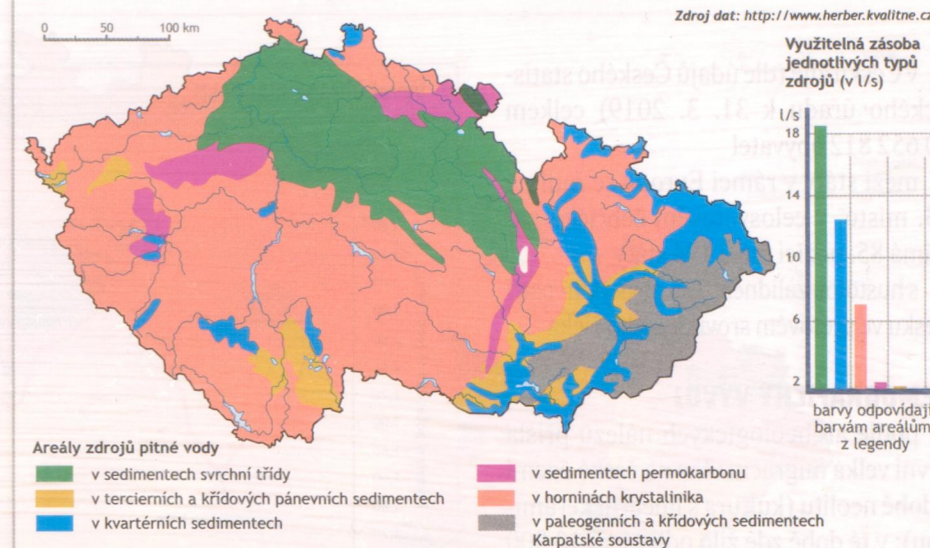 Zdroj dat: http://www.herber.kvalitne.cz
0 50 100 km
Využitelná zásoba
jednotlivých typů
zdrojů (v l/s)
l/s
18
14
10
6
2
barvy odpovídají
barvám areálům
z legendy
Areály zdrojů pitné vody
v sedimentech svrchní třídy
v tercierních a křídových pánevních sedimentech
v kvartérních sedimentech
v sedimentech permokarbonu
v horninách krystalinika
v paleogenních a křídových sedimentech
Karpatské soustavy